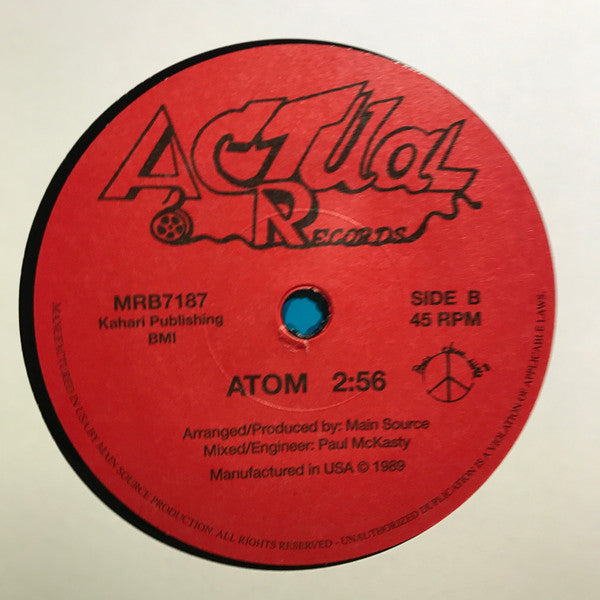 ACTUAL
RECORDS
MRB7187
Kahari Publishing
BMI
SIDE B
45 RPM
ATOM 2:56
Arranged/Produced by: Main Source
Mixed/Engineer: Paul McKasty
Manufactured in USA © 1989
MANUFACTURED IN USA BY MAIN SOURCE PRODUCTION ALL RIGHTS RESERVED - UNAUTHORIZED DUPLICATION IS A VIOLATION OF APPLICABLE LAWS.